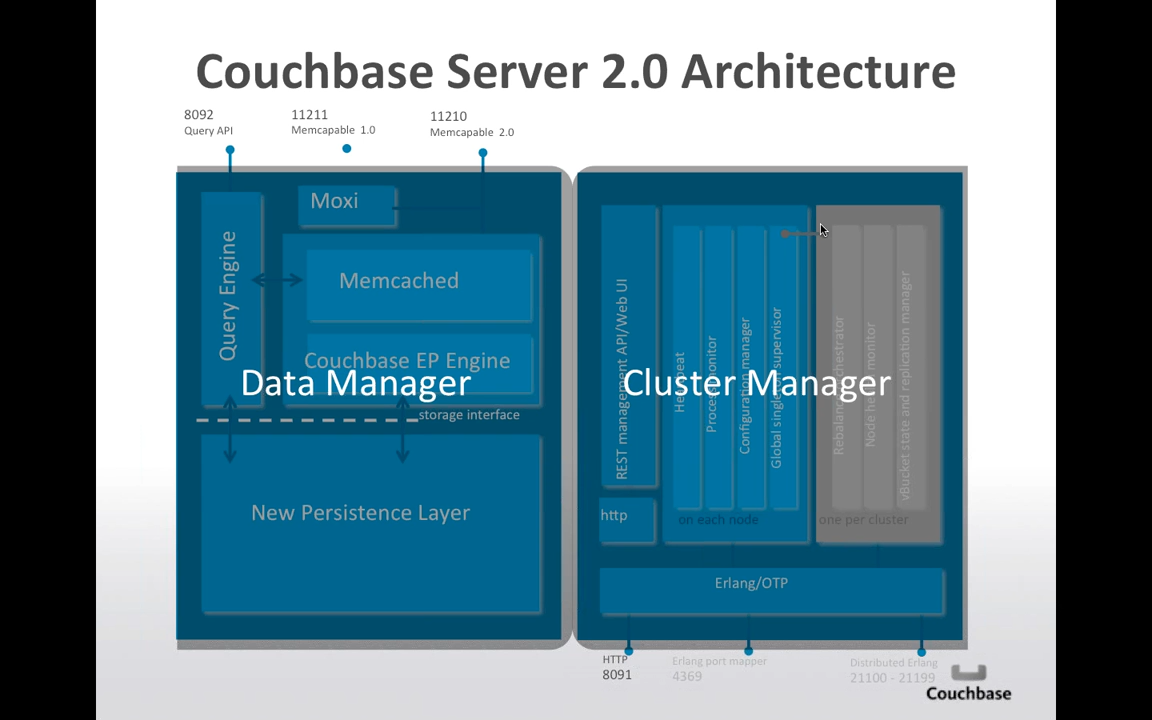 Couchbase Server 2.0 Architecture
8092
Query API
11211
Memcapable 1.0
11210
Memcapable 2.0
Moxi
Query Engine
Memcached
Couchbase EP Engine
Data Manager
storage interface
New Persistence Layer
REST management API/Web UI
Heartbeat
Process monitor
Configuration manager
Global singleton supervisor
Rebalance orchestrator
Node health monitor
vBucket state and replication manager
Cluster Manager
http
on each node
one per cluster
Erlang/OTP
HTTP
8091
Erlang port mapper
4369
Distributed Erlang
21100 - 21199
Couchbase